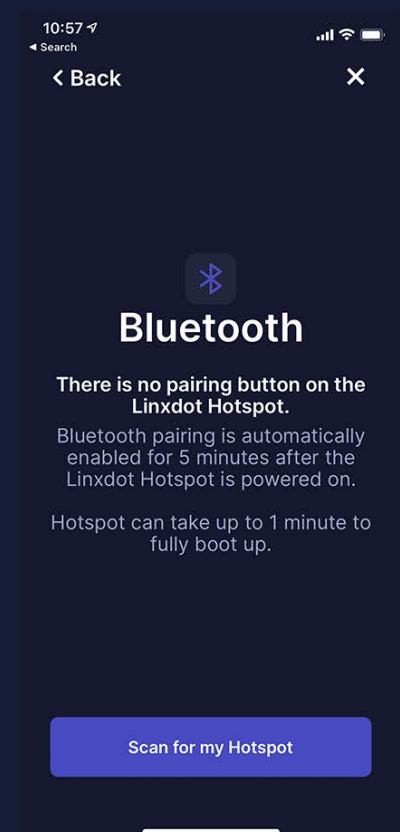 10:57
Search
Back
Bluetooth
There is no pairing button on the
Linxdot Hotspot.
Bluetooth pairing is automatically
enabled for 5 minutes after the
Linxdot Hotspot is powered on.
Hotspot can take up to 1 minute to
fully boot up.
Scan for my Hotspot